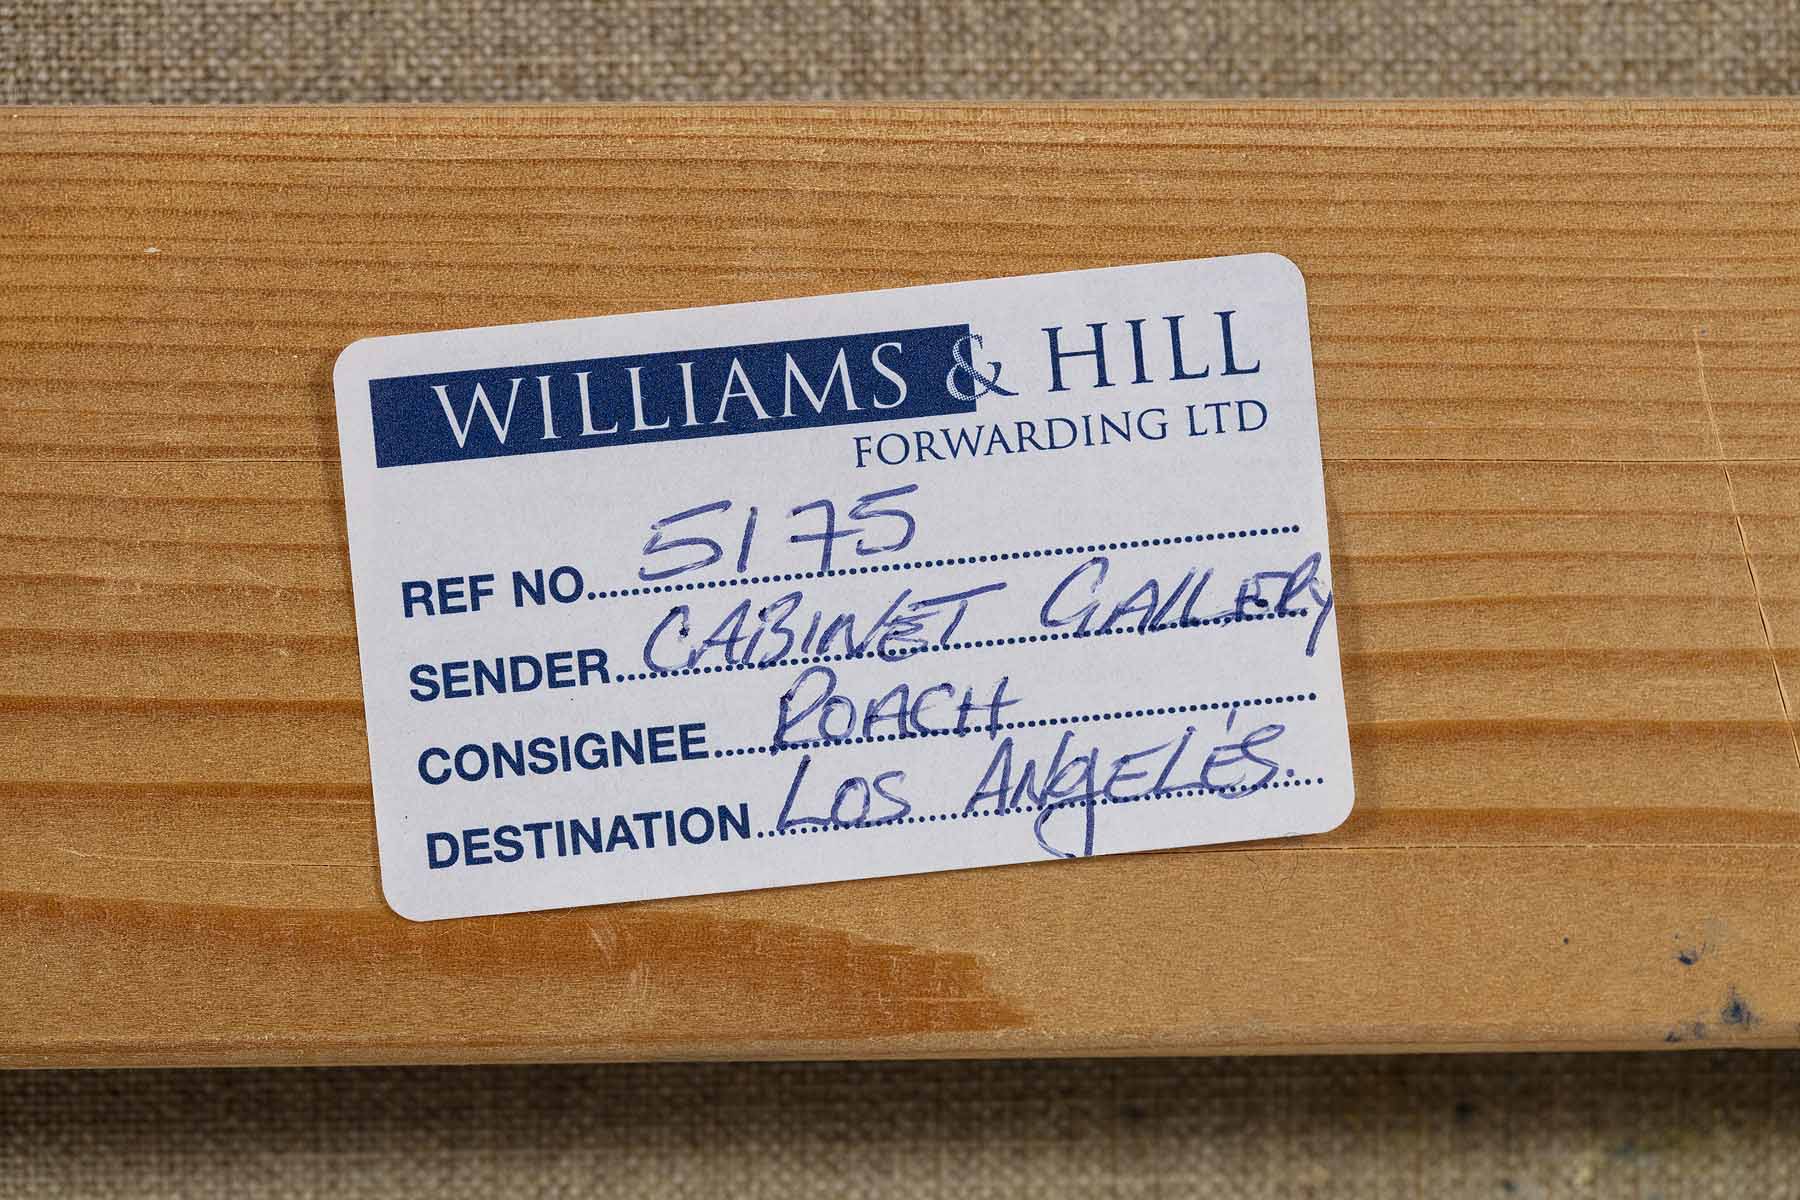 WILLIAMS & HILL
FORWARDING LTD
REF NO. 5175
SENDER CABINET GALLERY
CONSIGNEE ROACH
DESTINATION LOS ANGELES.